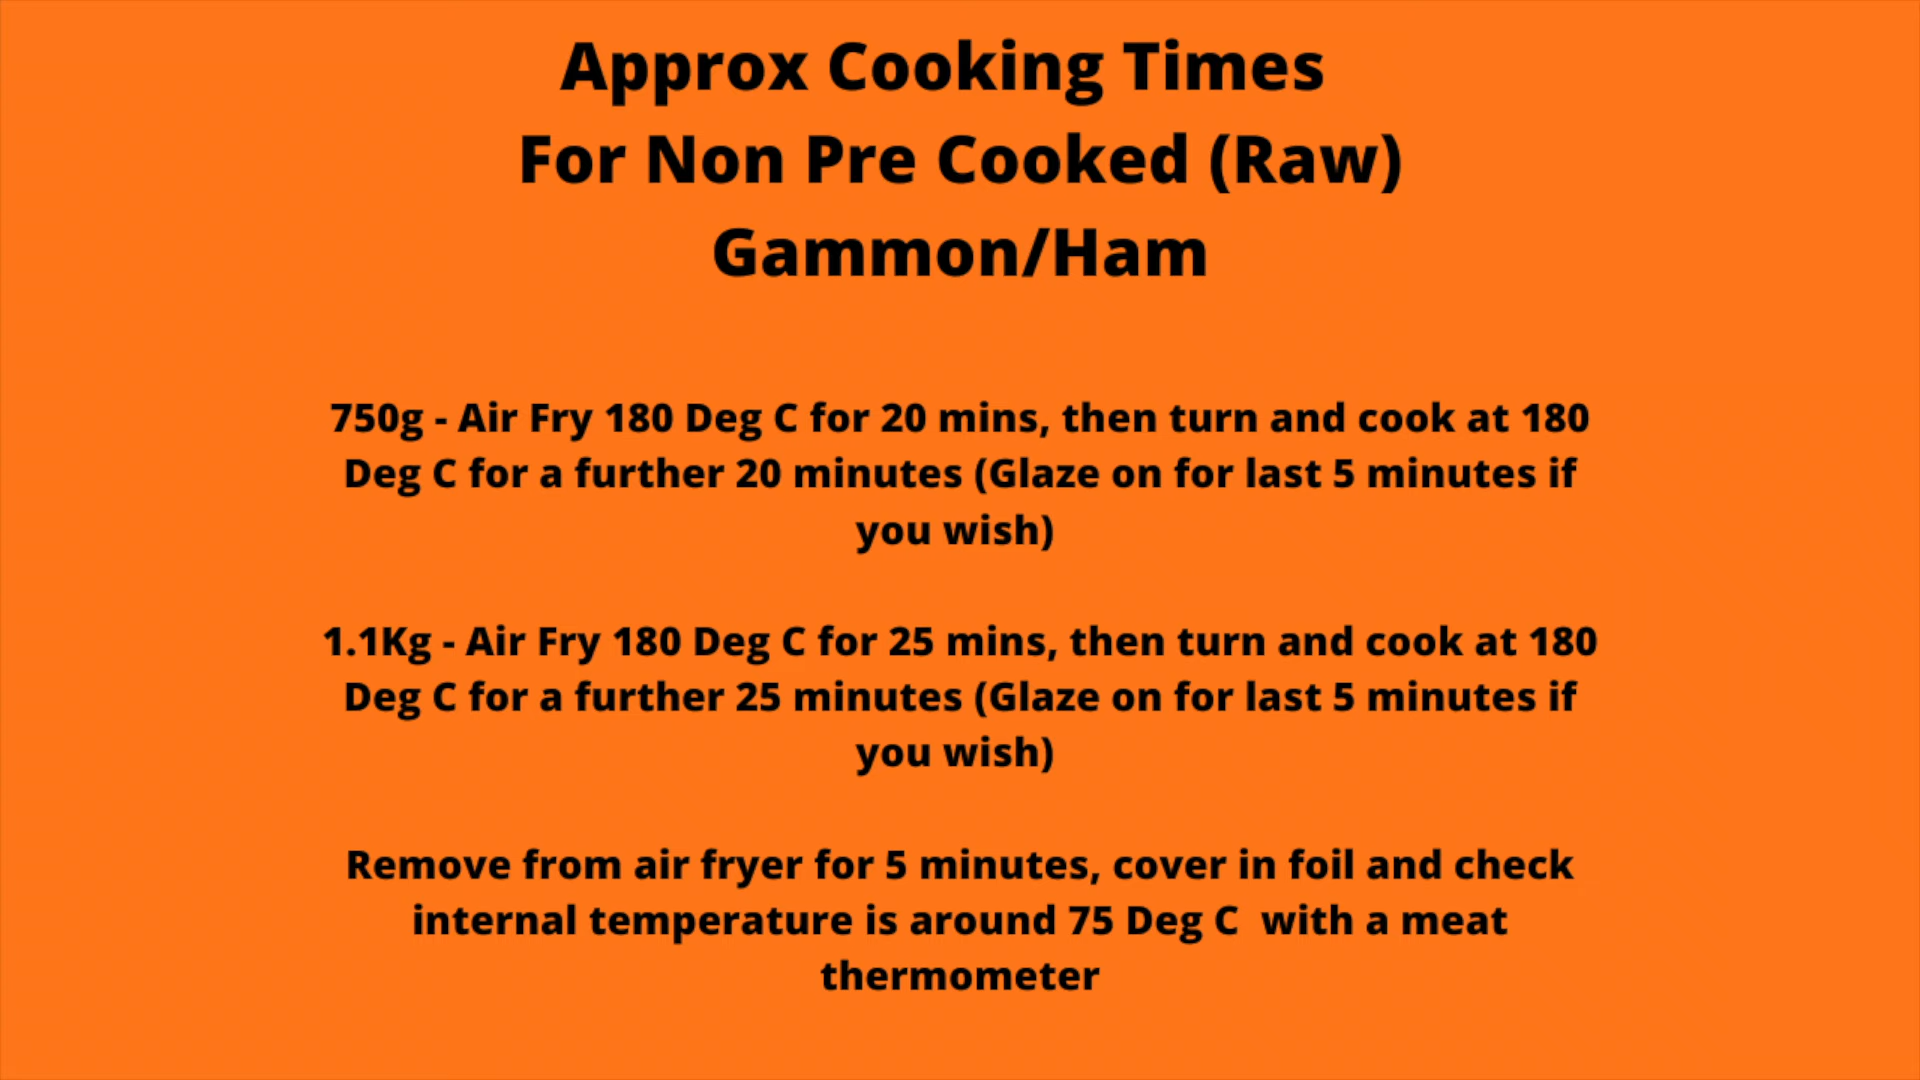 Approx Cooking Times
For Non Pre Cooked (Raw)
Gammon/Ham
750g - Air Fry 180 Deg C for 20 mins, then turn and cook at 180
Deg C for a further 20 minutes (Glaze on for last 5 minutes if
you wish)
1.1Kg - Air Fry 180 Deg C for 25 mins, then turn and cook at 180
Deg C for a further 25 minutes (Glaze on for last 5 minutes if
you wish)
Remove from air fryer for 5 minutes, cover in foil and check
internal temperature is around 75 Deg C  with a meat
thermometer